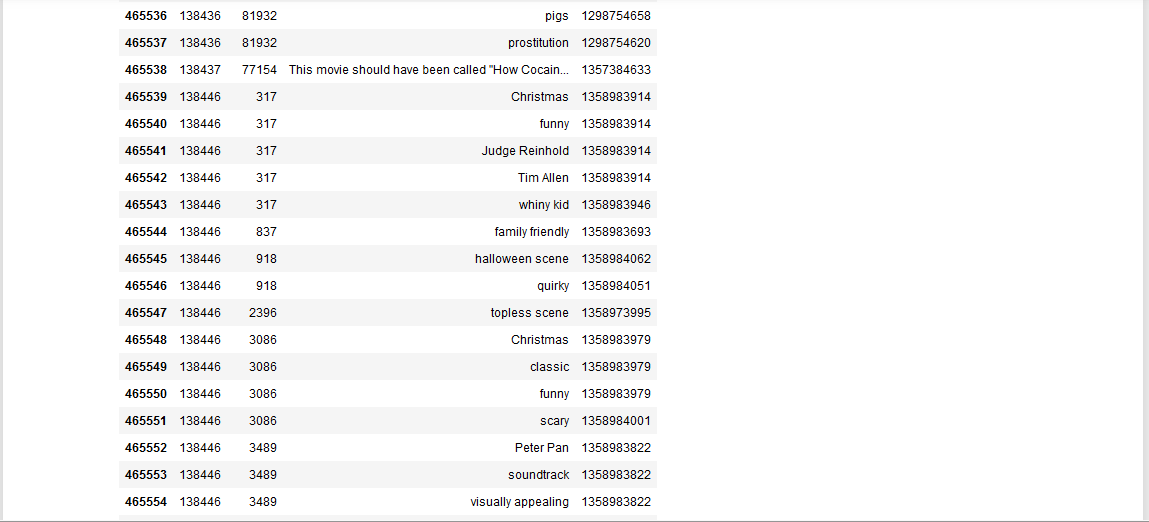 465536 138436 81932 pigs 1298754658
465537 138436 81932 prostitution 1298754620
465538 138437 77154 This movie should have been called "How Cocain... 1357384633
465539 138446 317 Christmas 1358983914
465540 138446 317 funny 1358983914
465541 138446 317 Judge Reinhold 1358983914
465542 138446 317 Tim Allen 1358983914
465543 138446 317 whiny kid 1358983946
465544 138446 837 family friendly 1358983693
465545 138446 918 halloween scene 1358984062
465546 138446 918 quirky 1358984051
465547 138446 2396 topless scene 1358973995
465548 138446 3086 Christmas 1358983979
465549 138446 3086 classic 1358983979
465550 138446 3086 funny 1358983979
465551 138446 3086 scary 1358984001
465552 138446 3489 Peter Pan 1358983822
465553 138446 3489 soundtrack 1358983822
465554 138446 3489 visually appealing 1358983822